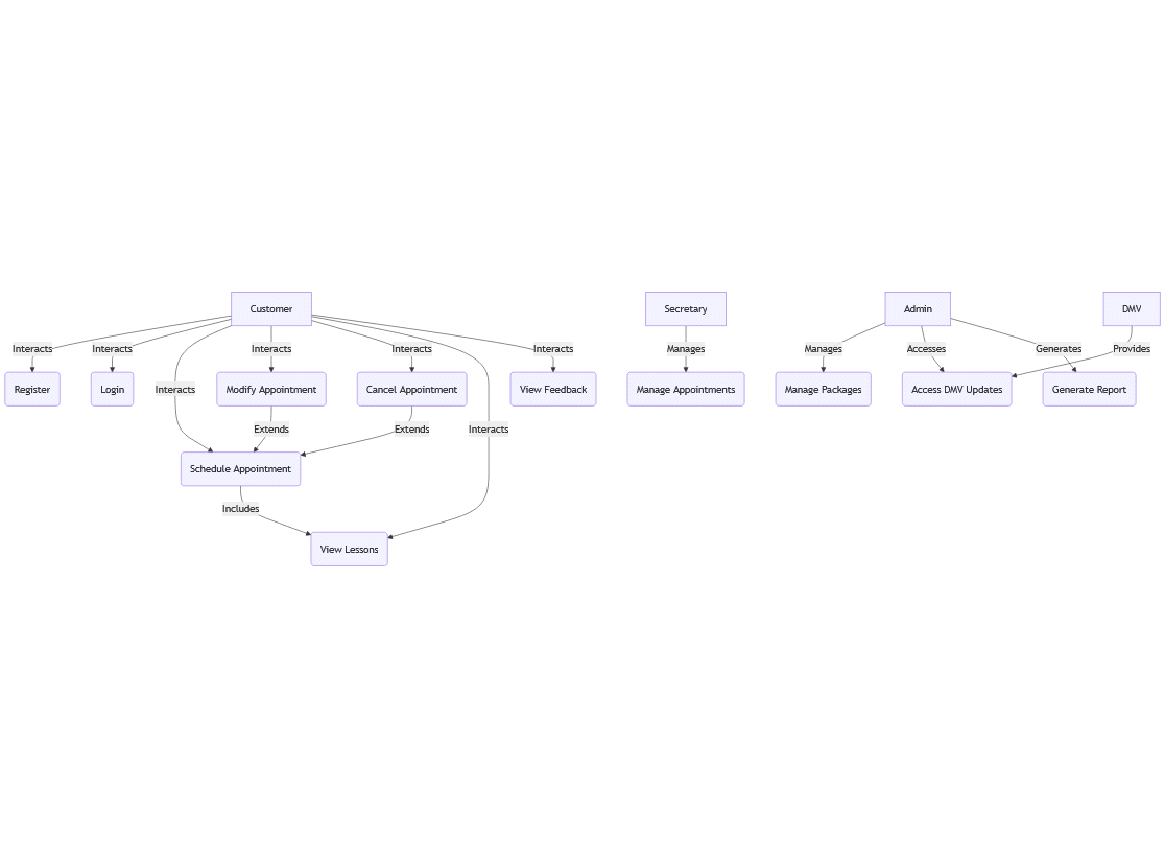 Customer
Secretary
Admin
DMV
Interacts
Interacts
Interacts
Interacts
Interacts
Manages
Manages
Accesses
Generates
Provides
Register
Login
Interacts
Modify Appointment
Cancel Appointment
View Feedback
Manage Appointments
Manage Packages
Access DMV Updates
Generate Report
Extends
Extends
Interacts
Schedule Appointment
Includes
View Lessons